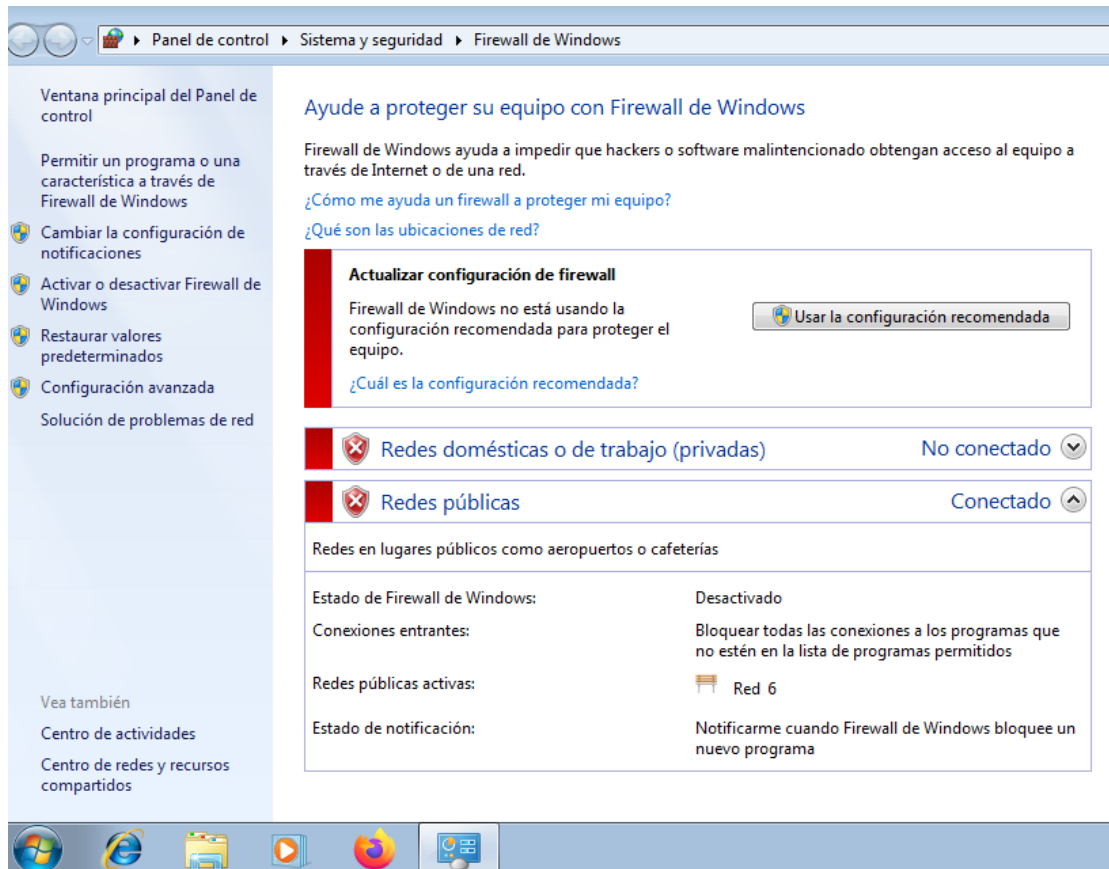 Panel de control ▸ Sistema y seguridad ▸ Firewall de Windows
Ventana principal del Panel de
control
Permitir un programa o una
característica a través de
Firewall de Windows
Cambiar la configuración de
notificaciones
Activar o desactivar Firewall de
Windows
Restaurar valores
predeterminados
Configuración avanzada
Solución de problemas de red
Vea también
Centro de actividades
Centro de redes y recursos
compartidos
Ayude a proteger su equipo con Firewall de Windows
Firewall de Windows ayuda a impedir que hackers o software malintencionado obtengan acceso al equipo a
través de Internet o de una red.
¿Cómo me ayuda un firewall a proteger mi equipo?
¿Qué son las ubicaciones de red?
Actualizar configuración de firewall
Firewall de Windows no está usando la
configuración recomendada para proteger el
equipo.
Usar la configuración recomendada
¿Cuál es la configuración recomendada?
Redes domésticas o de trabajo (privadas) No conectado
Redes públicas Conectado
Redes en lugares públicos como aeropuertos o cafeterías
Estado de Firewall de Windows: Desactivado
Conexiones entrantes: Bloquear todas las conexiones a los programas que
no estén en la lista de programas permitidos
Redes públicas activas: Red 6
Estado de notificación: Notificarme cuando Firewall de Windows bloquee un
nuevo programa